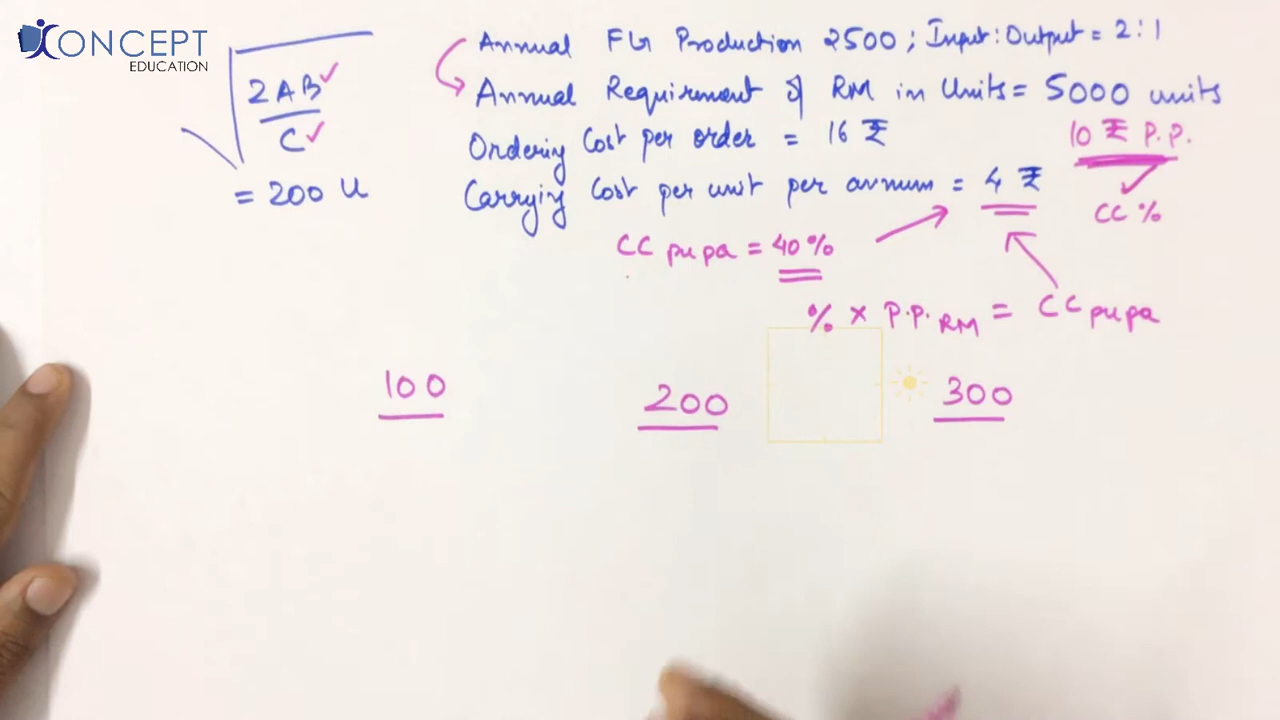 KONCEPT
EDUCATION
Annual FG Production 2500 ; Input : Output = 2 : 1
Annual Requirement of RM in Units = 5000 units
Ordering Cost per order = 16 ₹
10 ₹ P.P.
Carrying Cost per unit per annum = 4 ₹
CC %
√2AB✓
C✓
= 200 U
CC pupa = 40%
% × P.P. RM = CC pupa
100
200
300